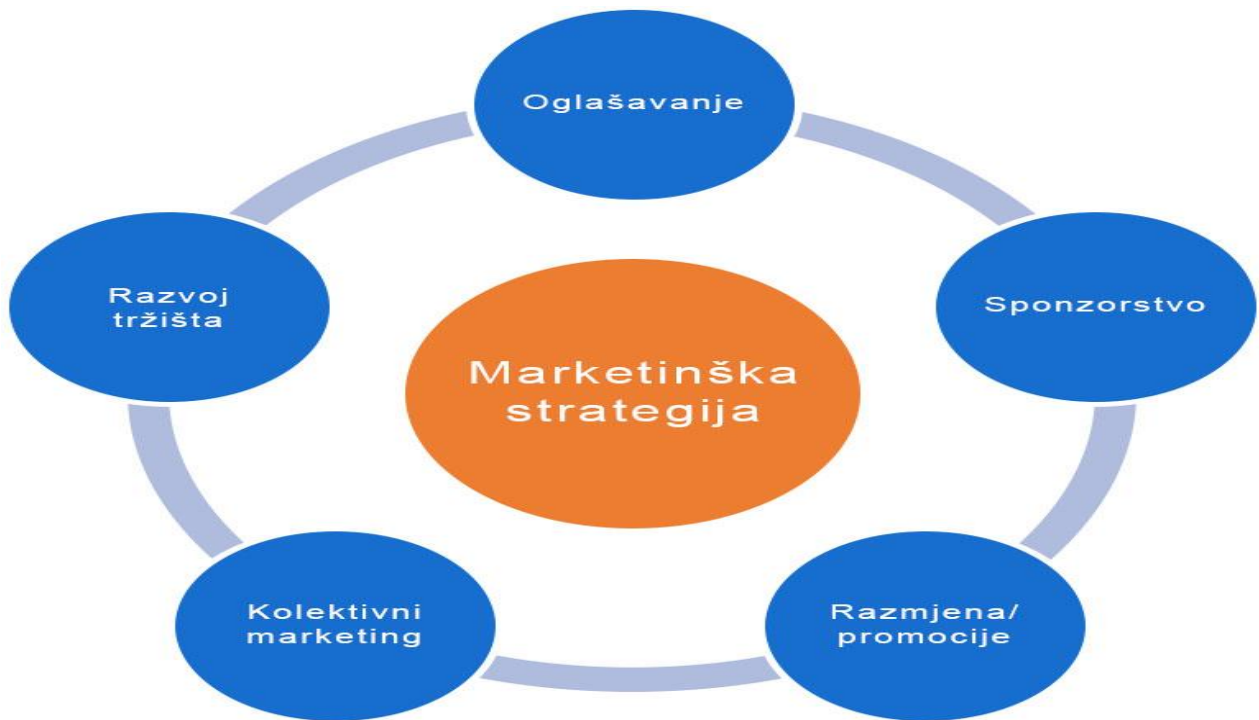 Oglašavanje
Sponzorstvo
Razmjena/
promocije
Kolektivni
marketing
Razvoj
tržišta
Marketinška
strategija